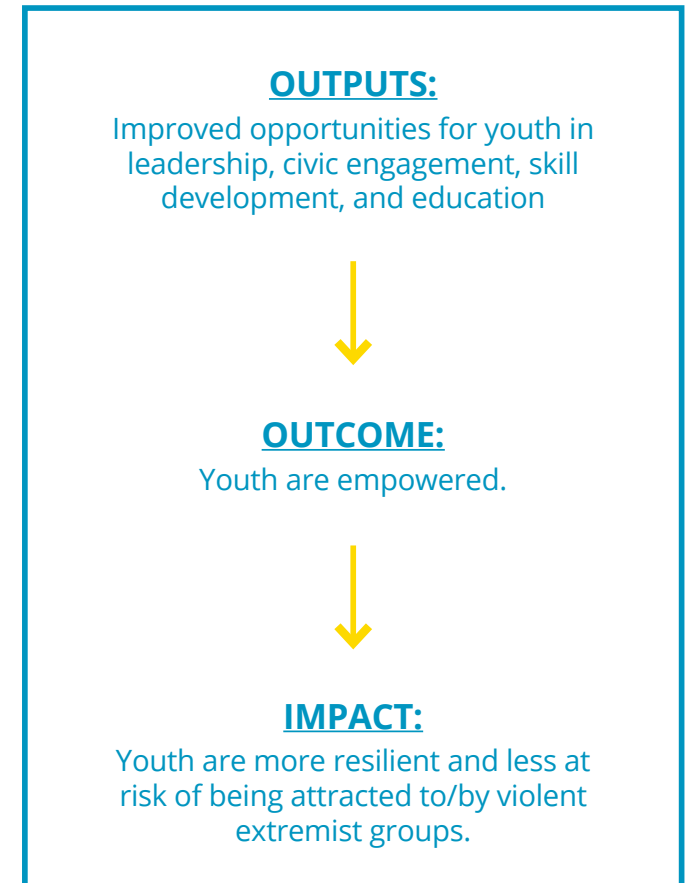 OUTPUTS:
Improved opportunities for youth in
leadership, civic engagement, skill
development, and education
OUTCOME:
Youth are empowered.
IMPACT:
Youth are more resilient and less at
risk of being attracted to/by violent
extremist groups.